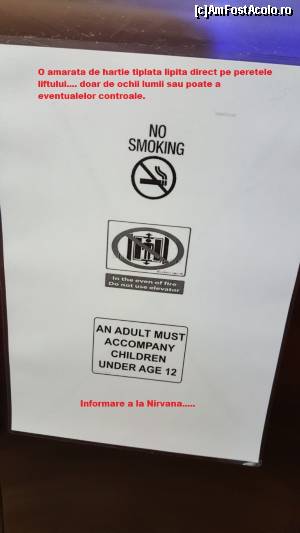 [c]AmFostAcolo.ro
O amarata de hartie tiplata lipita direct pe peretele
liftului.... doar de ochii lumii sau poate a
eventualelor controale.
NO
SMOKING
In the even of fire
Do not use elevator
AN ADULT MUST
ACCOMPANY
CHILDREN
UNDER AGE 12
Informare a la Nirvana.....